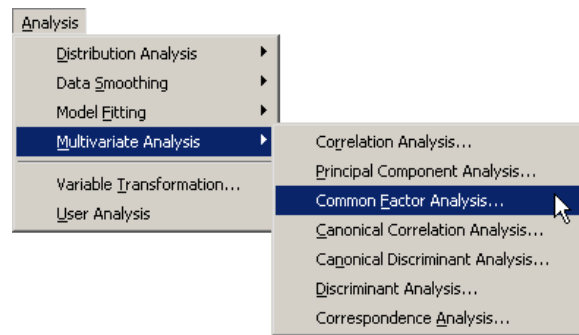 Analysis
Distribution Analysis
Data Smoothing
Model Fitting
Multivariate Analysis
Variable Transformation...
User Analysis
Correlation Analysis...
Principal Component Analysis...
Common Factor Analysis...
Canonical Correlation Analysis...
Canonical Discriminant Analysis...
Discriminant Analysis...
Correspondence Analysis...